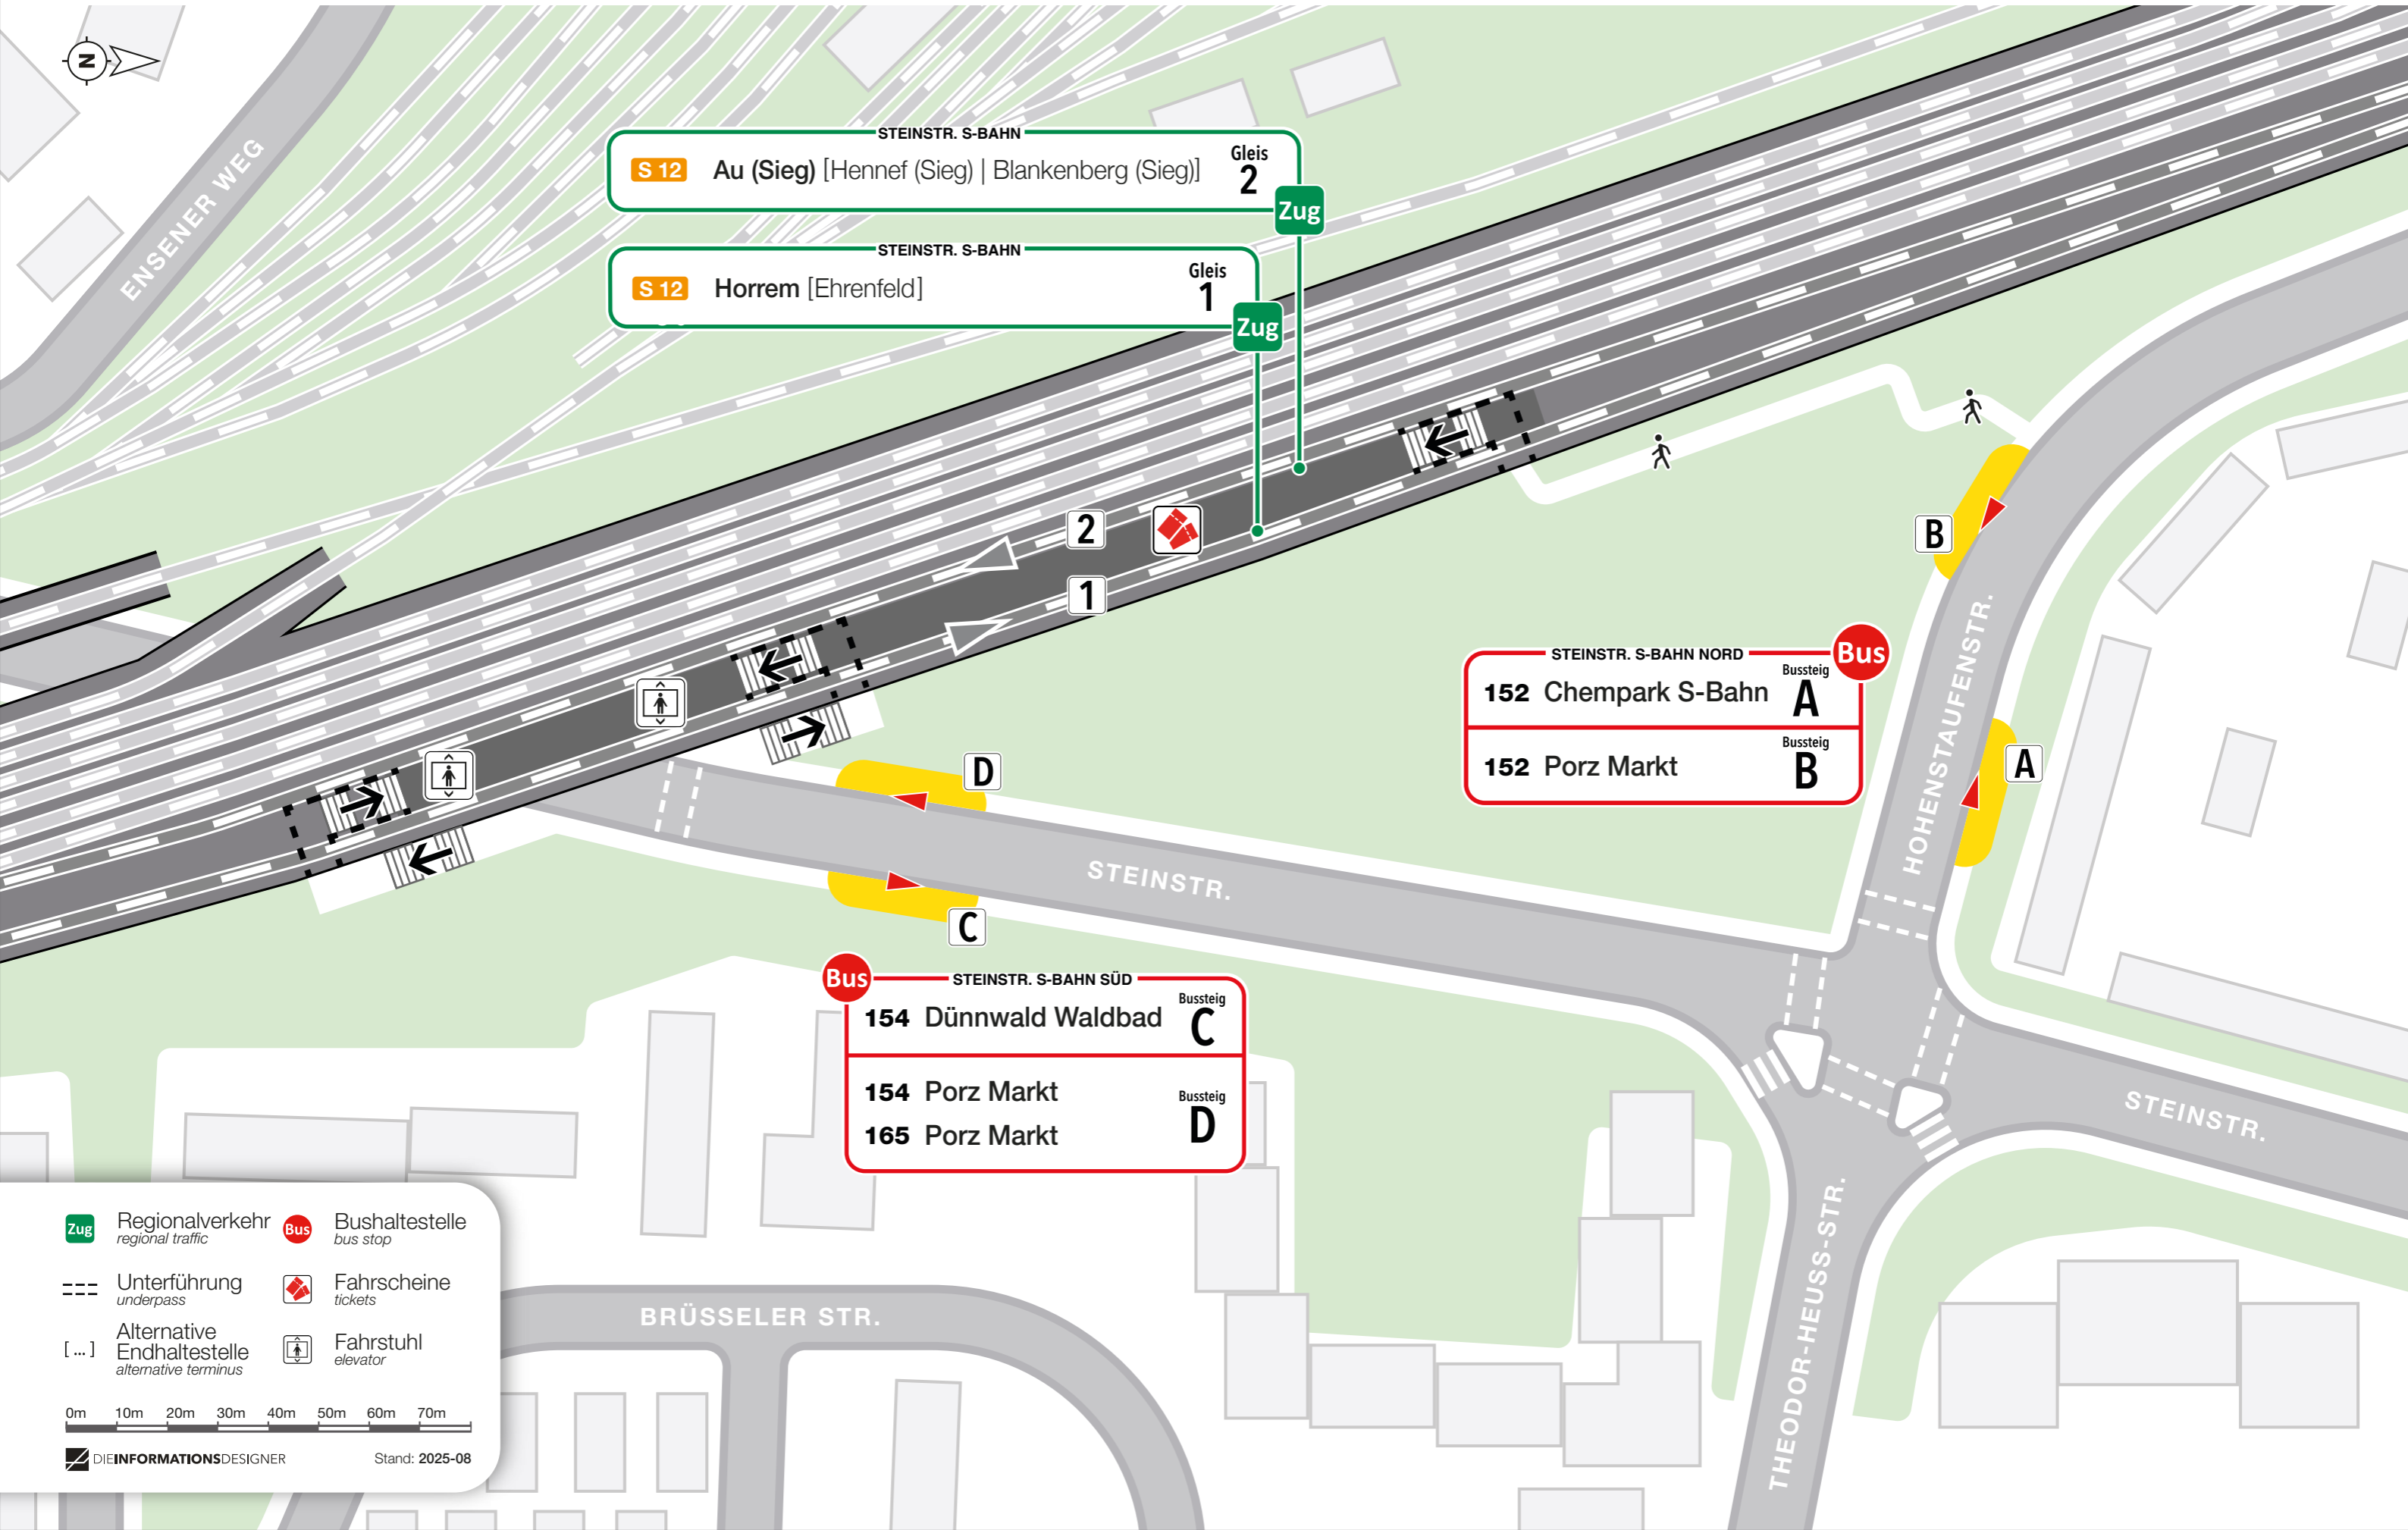 N
ENSENER WEG
STEINSTR. S-BAHN
S 12 Au (Sieg) [Hennef (Sieg) | Blankenberg (Sieg)] Gleis 2
Zug
STEINSTR. S-BAHN
S 12 Horrem [Ehrenfeld] Gleis 1
Zug
2
1
B
A
HOHENSTAUFENSTR.
Bus
STEINSTR. S-BAHN NORD
152 Chempark S-Bahn Bussteig A
152 Porz Markt Bussteig B
D
C
STEINSTR.
Bus
STEINSTR. S-BAHN SÜD
154 Dünnwald Waldbad Bussteig C
154 Porz Markt Bussteig D
165 Porz Markt
STEINSTR.
THEODOR-HEUSS-STR.
BRÜSSELER STR.
Zug Regionalverkehr
regional traffic
Bus Bushaltestelle
bus stop
Unterführung
underpass
Fahrscheine
tickets
[ ... ] Alternative
Endhaltestelle
alternative terminus
Fahrstuhl
elevator
0m 10m 20m 30m 40m 50m 60m 70m
DIEINFORMATIONSDESIGNER
Stand: 2025-08